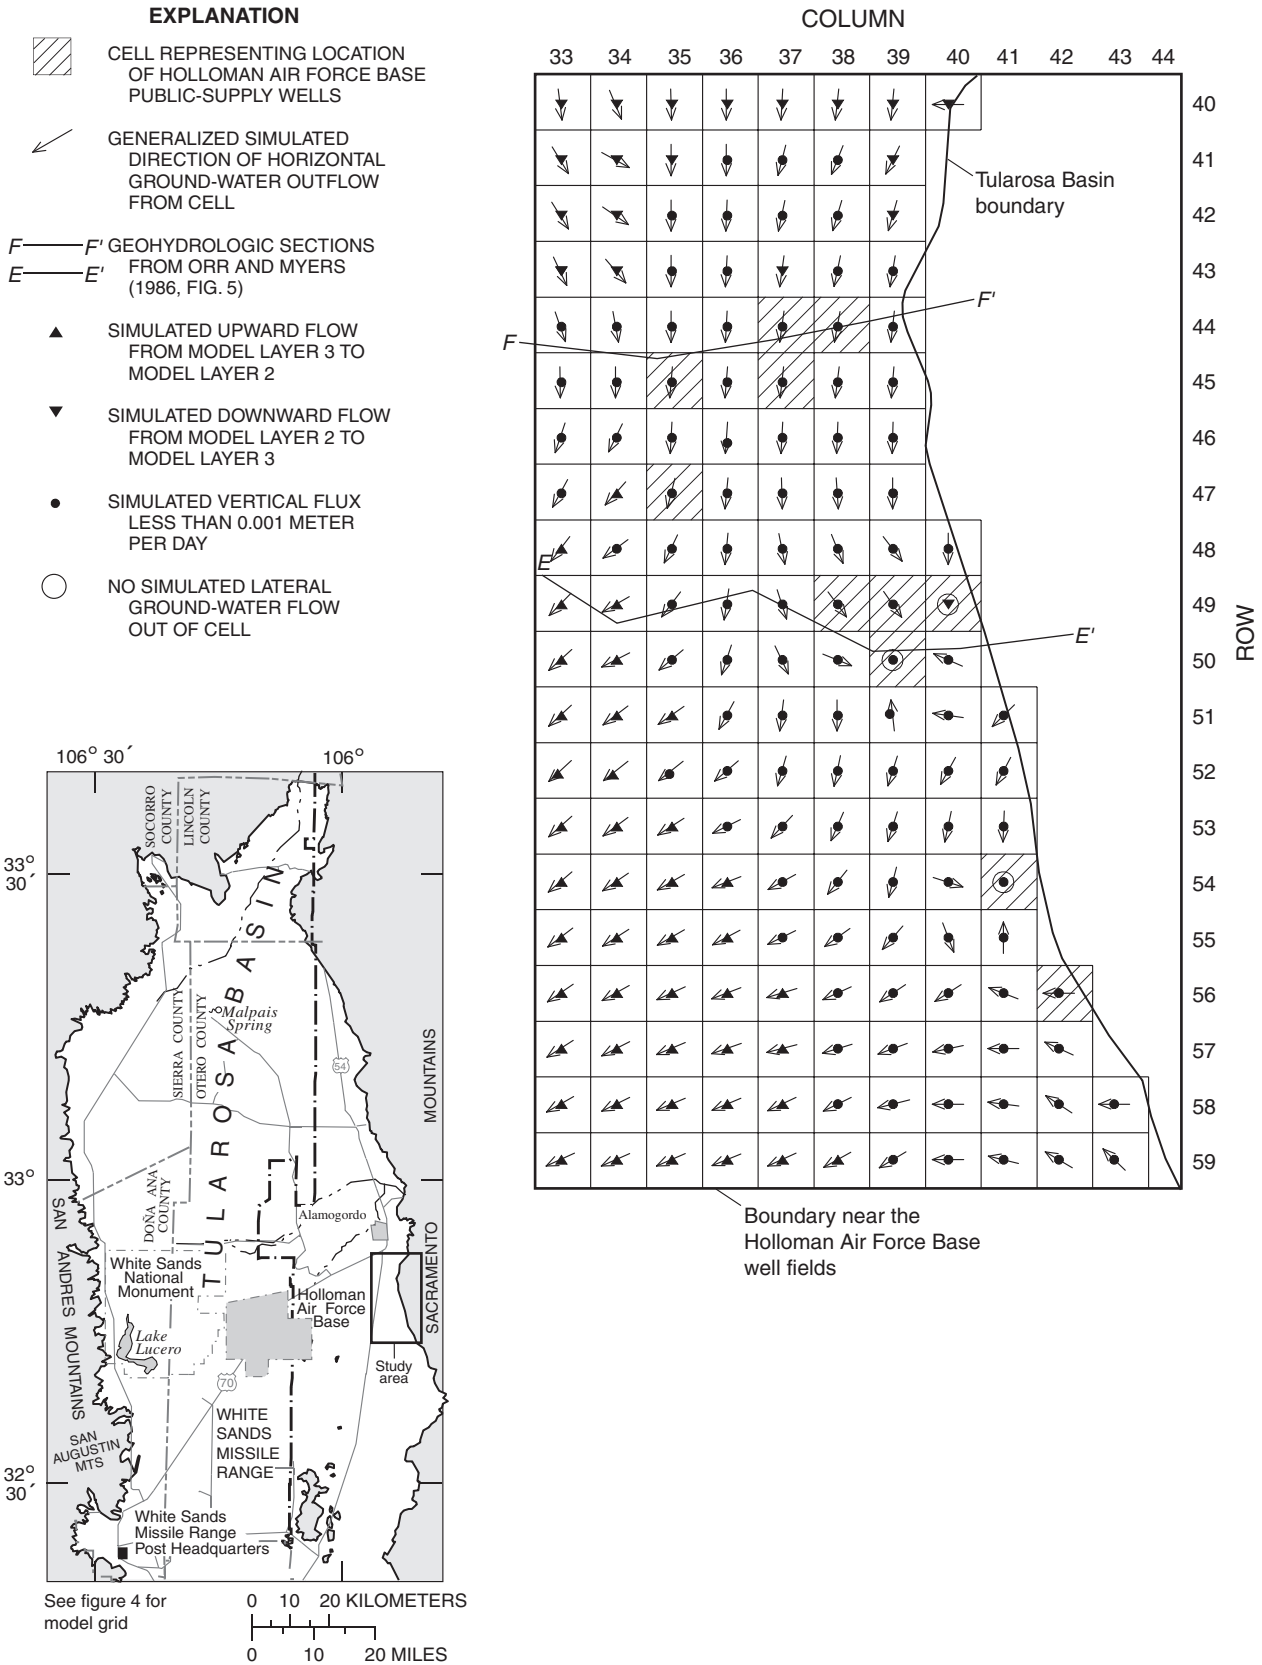 EXPLANATION
CELL REPRESENTING LOCATION
OF HOLLOMAN AIR FORCE BASE
PUBLIC-SUPPLY WELLS
GENERALIZED SIMULATED
DIRECTION OF HORIZONTAL
GROUND-WATER OUTFLOW
FROM CELL
F F' GEOHYDROLOGIC SECTIONS
E E' FROM ORR AND MYERS
(1986, FIG. 5)
SIMULATED UPWARD FLOW
FROM MODEL LAYER 3 TO
MODEL LAYER 2
SIMULATED DOWNWARD FLOW
FROM MODEL LAYER 2 TO
MODEL LAYER 3
SIMULATED VERTICAL FLUX
LESS THAN 0.001 METER
PER DAY
NO SIMULATED LATERAL
GROUND-WATER FLOW
OUT OF CELL
COLUMN
33 34 35 36 37 38 39 40 41 42 43 44
40
41
Tularosa Basin
boundary
42
43
F'
44
F
45
46
47
48
E
49
E'
50
51
52
53
54
55
56
57
58
59
ROW
Boundary near the
Holloman Air Force Base
well fields
106° 30´ 106°
33°
30´
33°
32°
30´
SOCORRO
COUNTY
LINCOLN
COUNTY
TULAROSA BASIN
SIERRA COUNTY
OTERO COUNTY
Malpais
Spring
54
MOUNTAINS
SACRAMENTO
DOÑA ANA
COUNTY
Alamogordo
SAN
ANDRES MOUNTAINS
White Sands
National
Monument
Holloman
Air Force
Base
Lake
Lucero
Study
area
70
WHITE
SANDS
MISSILE
RANGE
SAN
AUGUSTIN
MTS
White Sands
Missile Range
Post Headquarters
See figure 4 for
model grid
0 10 20 KILOMETERS
0 10 20 MILES